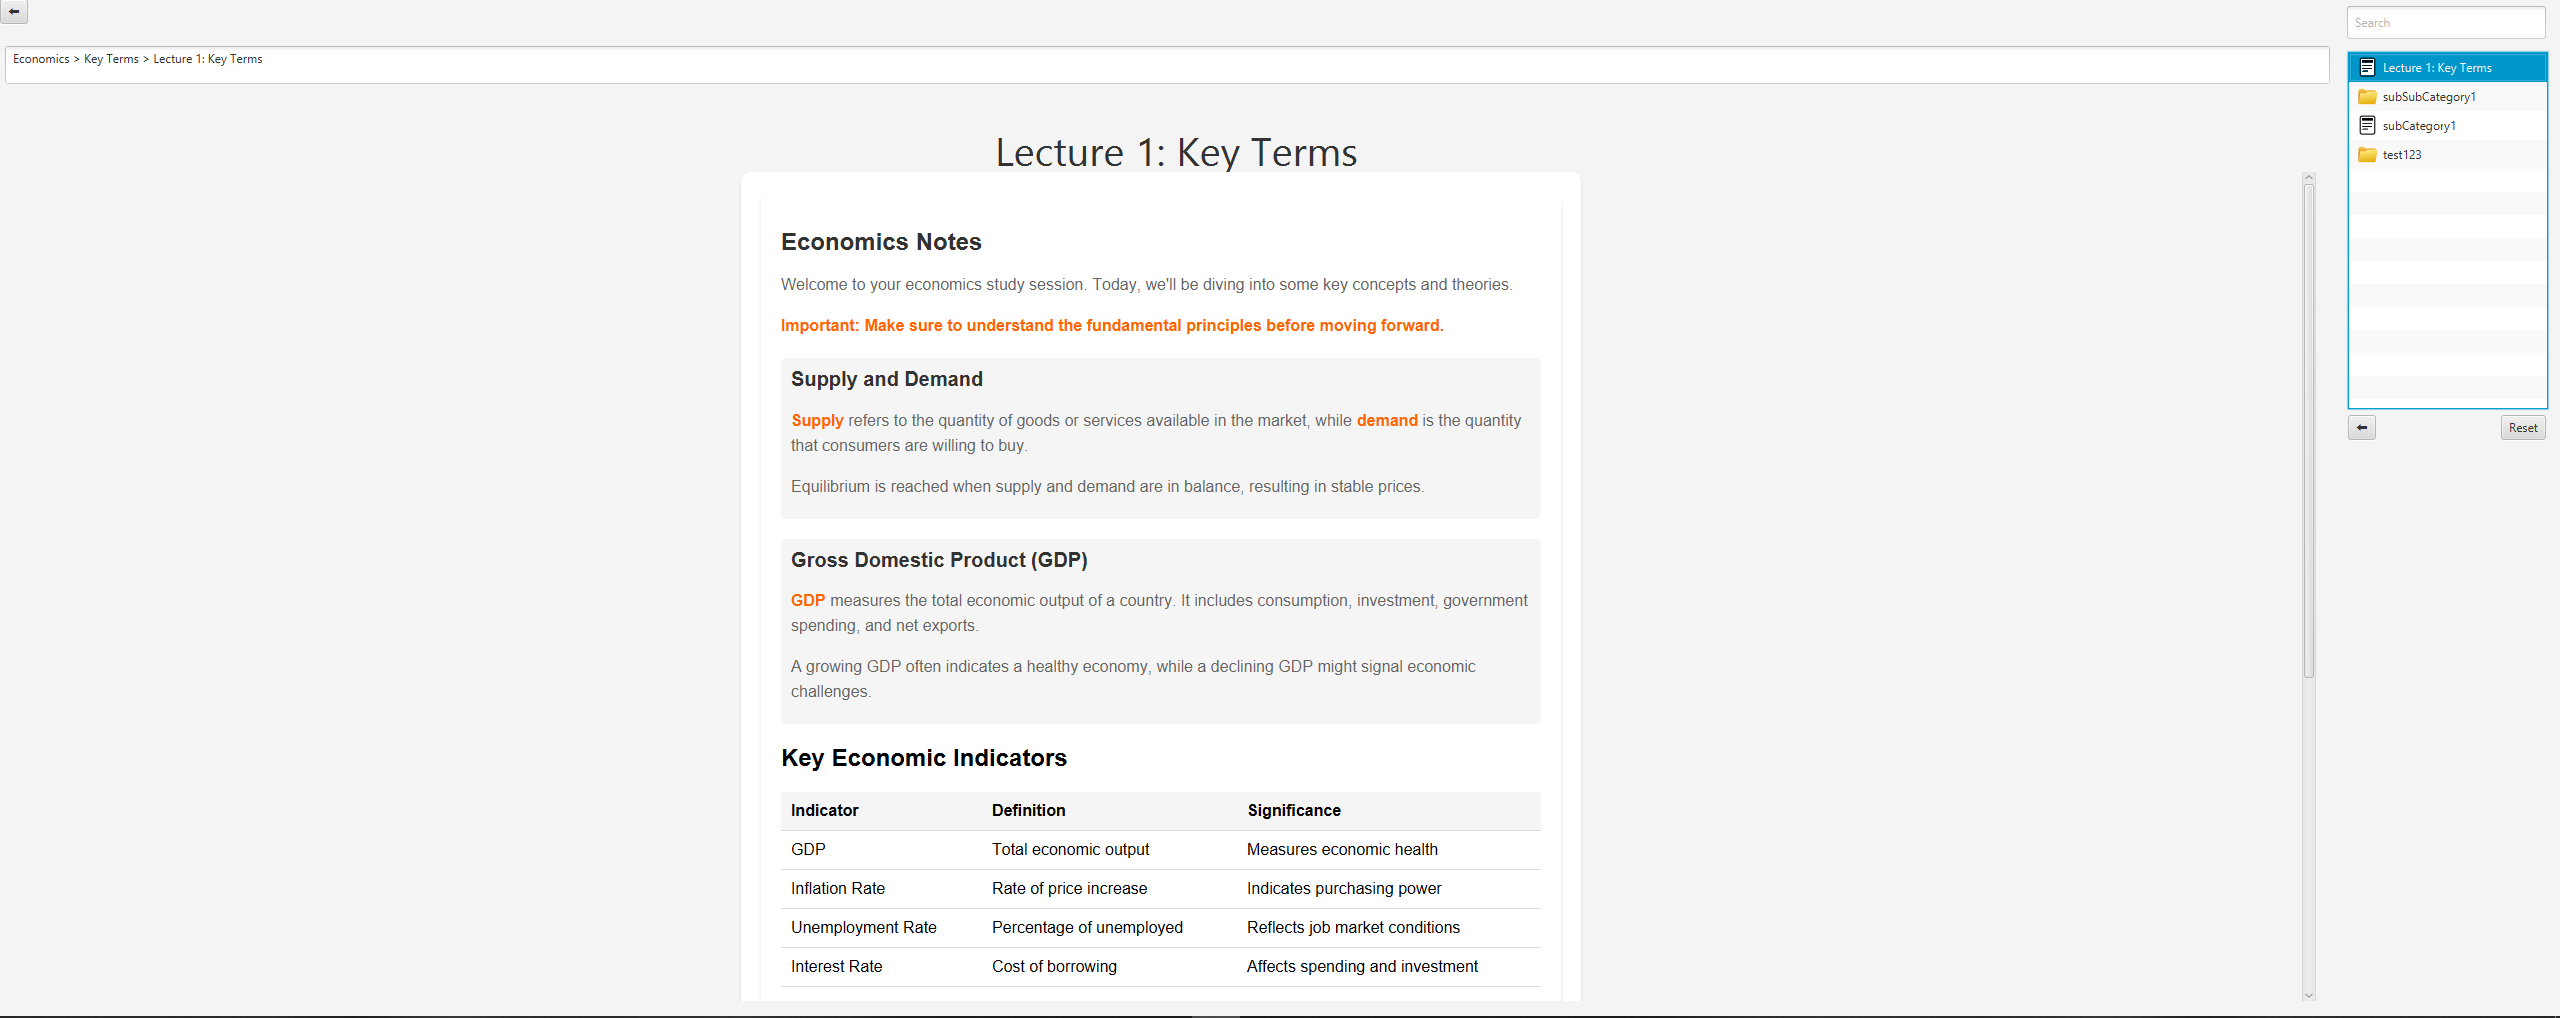 Search
Economics > Key Terms > Lecture 1: Key Terms
Lecture 1: Key Terms
subSubCategory1
subCategory1
test123
Reset
Lecture 1: Key Terms
Economics Notes
Welcome to your economics study session. Today, we'll be diving into some key concepts and theories.
Important: Make sure to understand the fundamental principles before moving forward.
Supply and Demand
Supply refers to the quantity of goods or services available in the market, while demand is the quantity
that consumers are willing to buy.
Equilibrium is reached when supply and demand are in balance, resulting in stable prices.
Gross Domestic Product (GDP)
GDP measures the total economic output of a country. It includes consumption, investment, government
spending, and net exports.
A growing GDP often indicates a healthy economy, while a declining GDP might signal economic
challenges.
Key Economic Indicators
Indicator Definition Significance
GDP Total economic output Measures economic health
Inflation Rate Rate of price increase Indicates purchasing power
Unemployment Rate Percentage of unemployed Reflects job market conditions
Interest Rate Cost of borrowing Affects spending and investment